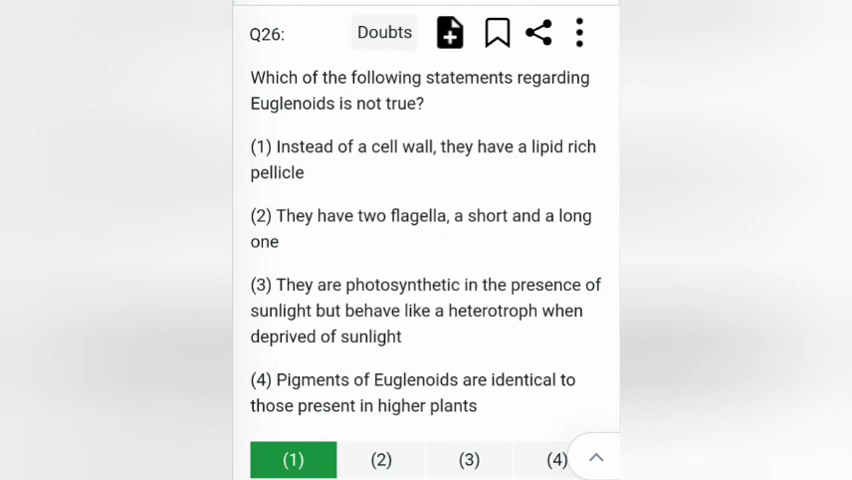 Q26:
Doubts
Which of the following statements regarding
Euglenoids is not true?
(1) Instead of a cell wall, they have a lipid rich
pellicle
(2) They have two flagella, a short and a long
one
(3) They are photosynthetic in the presence of
sunlight but behave like a heterotroph when
deprived of sunlight
(4) Pigments of Euglenoids are identical to
those present in higher plants
(1) (2) (3) (4)